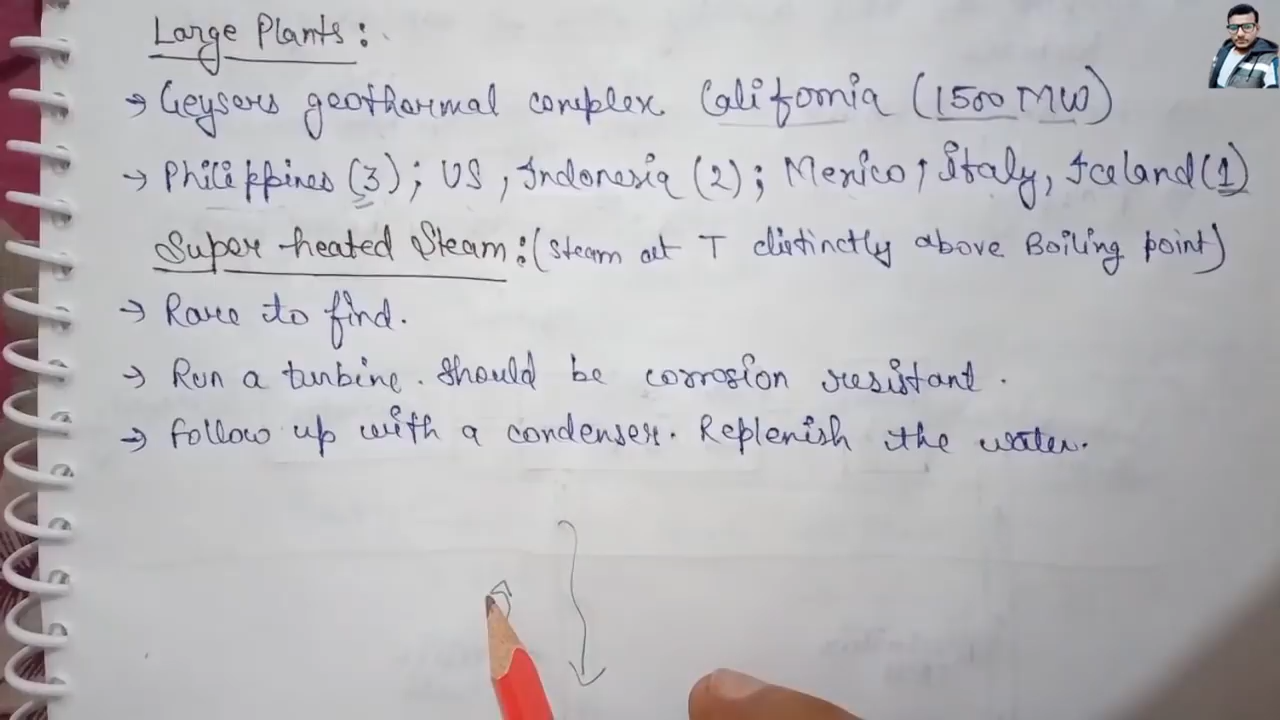 Large Plants:
→ Geysers geothermal complex California (1500 MW)
→ Philippines (3); US, Indonesia (2); Mexico, Italy, Iceland (1)
Super heated Steam: (Steam at T distinctly above Boiling point)
→ Rare to find.
→ Run a turbine. Should be corrosion resistant.
→ Follow up with a condenser. Replenish the water.